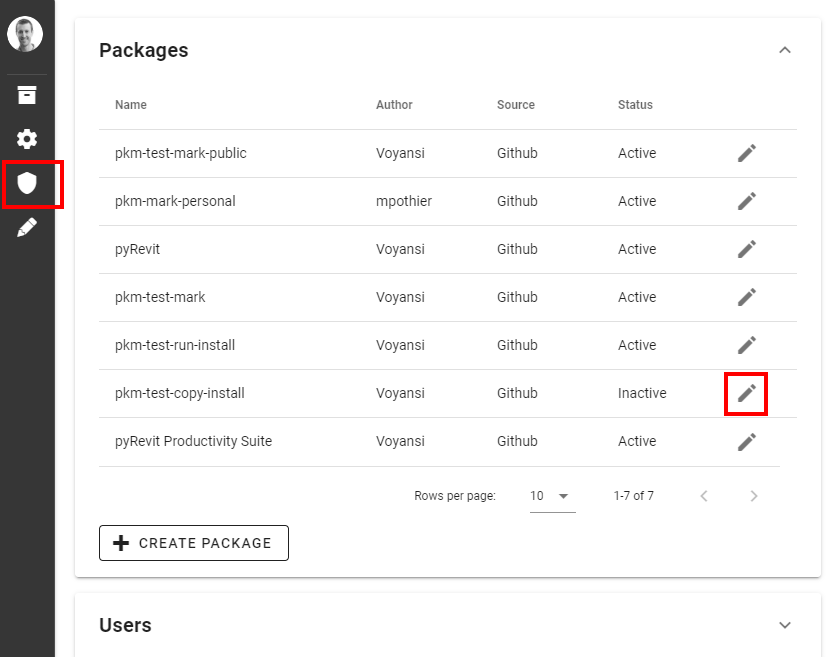 Packages
Name Author Source Status
pkm-test-mark-public Voyansi Github Active
pkm-mark-personal mpothier Github Active
pyRevit Voyansi Github Active
pkm-test-mark Voyansi Github Active
pkm-test-run-install Voyansi Github Active
pkm-test-copy-install Voyansi Github Inactive
pyRevit Productivity Suite Voyansi Github Active
Rows per page: 10 1-7 of 7
CREATE PACKAGE
Users